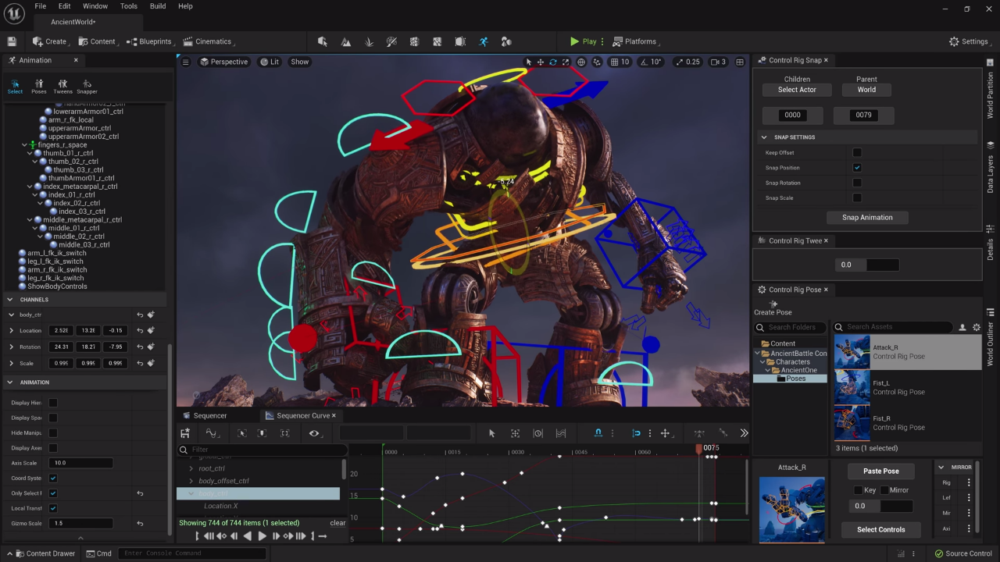 File Edit Window Tools Build Help
AncientWorld*
Create Content Blueprints Cinematics Play Platforms Settings
Animation
Select Poses Tweens Snapper
lowerarmArmor01_ctrl
arm_r_fk_local
upperarmArmor_ctrl
upperarmArmor02_ctrl
fingers_r_space
thumb_01_r_ctrl
thumb_02_r_ctrl
thumb_03_r_ctrl
thumbArmor01_r_ctrl
index_metacarpal_r_ctrl
index_01_r_ctrl
index_02_r_ctrl
index_03_r_ctrl
middle_metacarpal_r_ctrl
middle_01_r_ctrl
middle_02_r_ctrl
middle_03_r_ctrl
arm_l_fk_ik_switch
leg_l_fk_ik_switch
arm_r_fk_ik_switch
leg_r_fk_ik_switch
ShowBodyControls
CHANNELS
body_ctr
Location 2.528 13.28 -0.15
Rotation 24.31 18.27 -7.95
Scale 0.999 0.999 0.999
ANIMATION
Display Hier
Display Spac
Hide Manipu
Display Axes
Axis Scale 10.0
Coord Syste
Only Select F
Local Transf
Gizmo Scale 1.5
Perspective Lit Show 10 10° 0.25 3
-5.24
Sequencer Sequencer Curve
Filter
root_ctrl
body_offset_ctrl
body_ctrl
Location.X
Showing 744 of 744 items (1 selected) clear
0000 0015 0030 0045 0060 0075
20
15
10
5
Control Rig Snap
Children Parent
Select Actor World
0000 0079
SNAP SETTINGS
Keep Offset
Snap Position
Snap Rotation
Snap Scale
Snap Animation
Control Rig Twee
0.0
Control Rig Pose
Create Pose
Search Folders Search Assets
Content
AncientBattle Con
Characters
AncientOne
Poses
Attack_R
Control Rig Pose
Fist_L
Control Rig Pose
Fist_R
Control Rig Pose
3 items (1 selected)
Attack_R
Paste Pose
Key Mirror
0.0
Select Controls
MIRROR
Rig
Lef
Mir
Axi
World Partition
Data Layers
Details
World Outliner
Content Drawer Cmd Enter Console Command Source Control